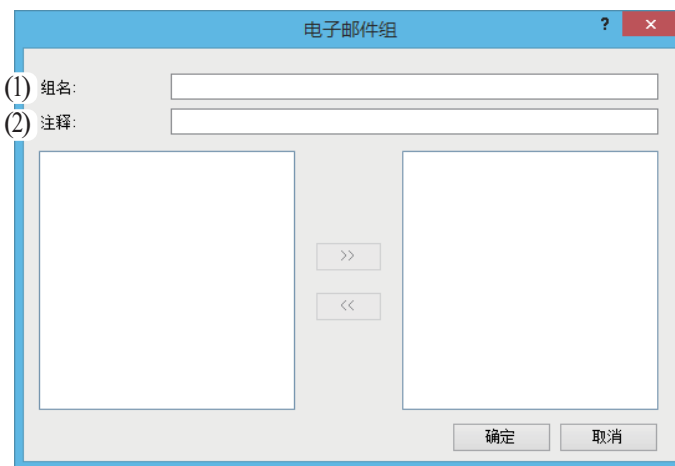 电子邮件组
? ×
(1) 组名:
(2) 注释:
>>
<<
确定 取消